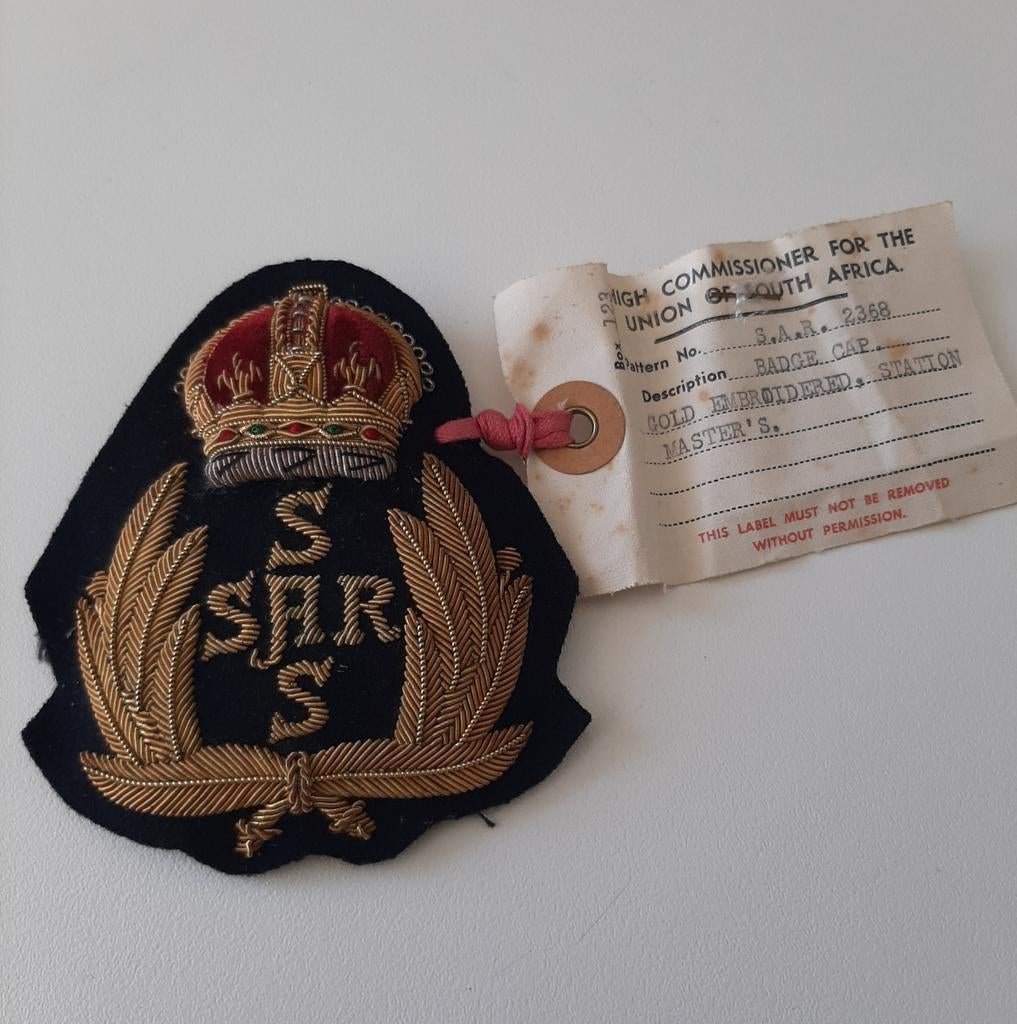 S
SAR
S
Box 123
HIGH COMMISSIONER FOR THE
UNION OF SOUTH AFRICA.
Pattern No. S.A.R. 2368
Description BADGE CAP.
GOLD EMBROIDERED. STATION
MASTER'S.
THIS LABEL MUST NOT BE REMOVED
WITHOUT PERMISSION.